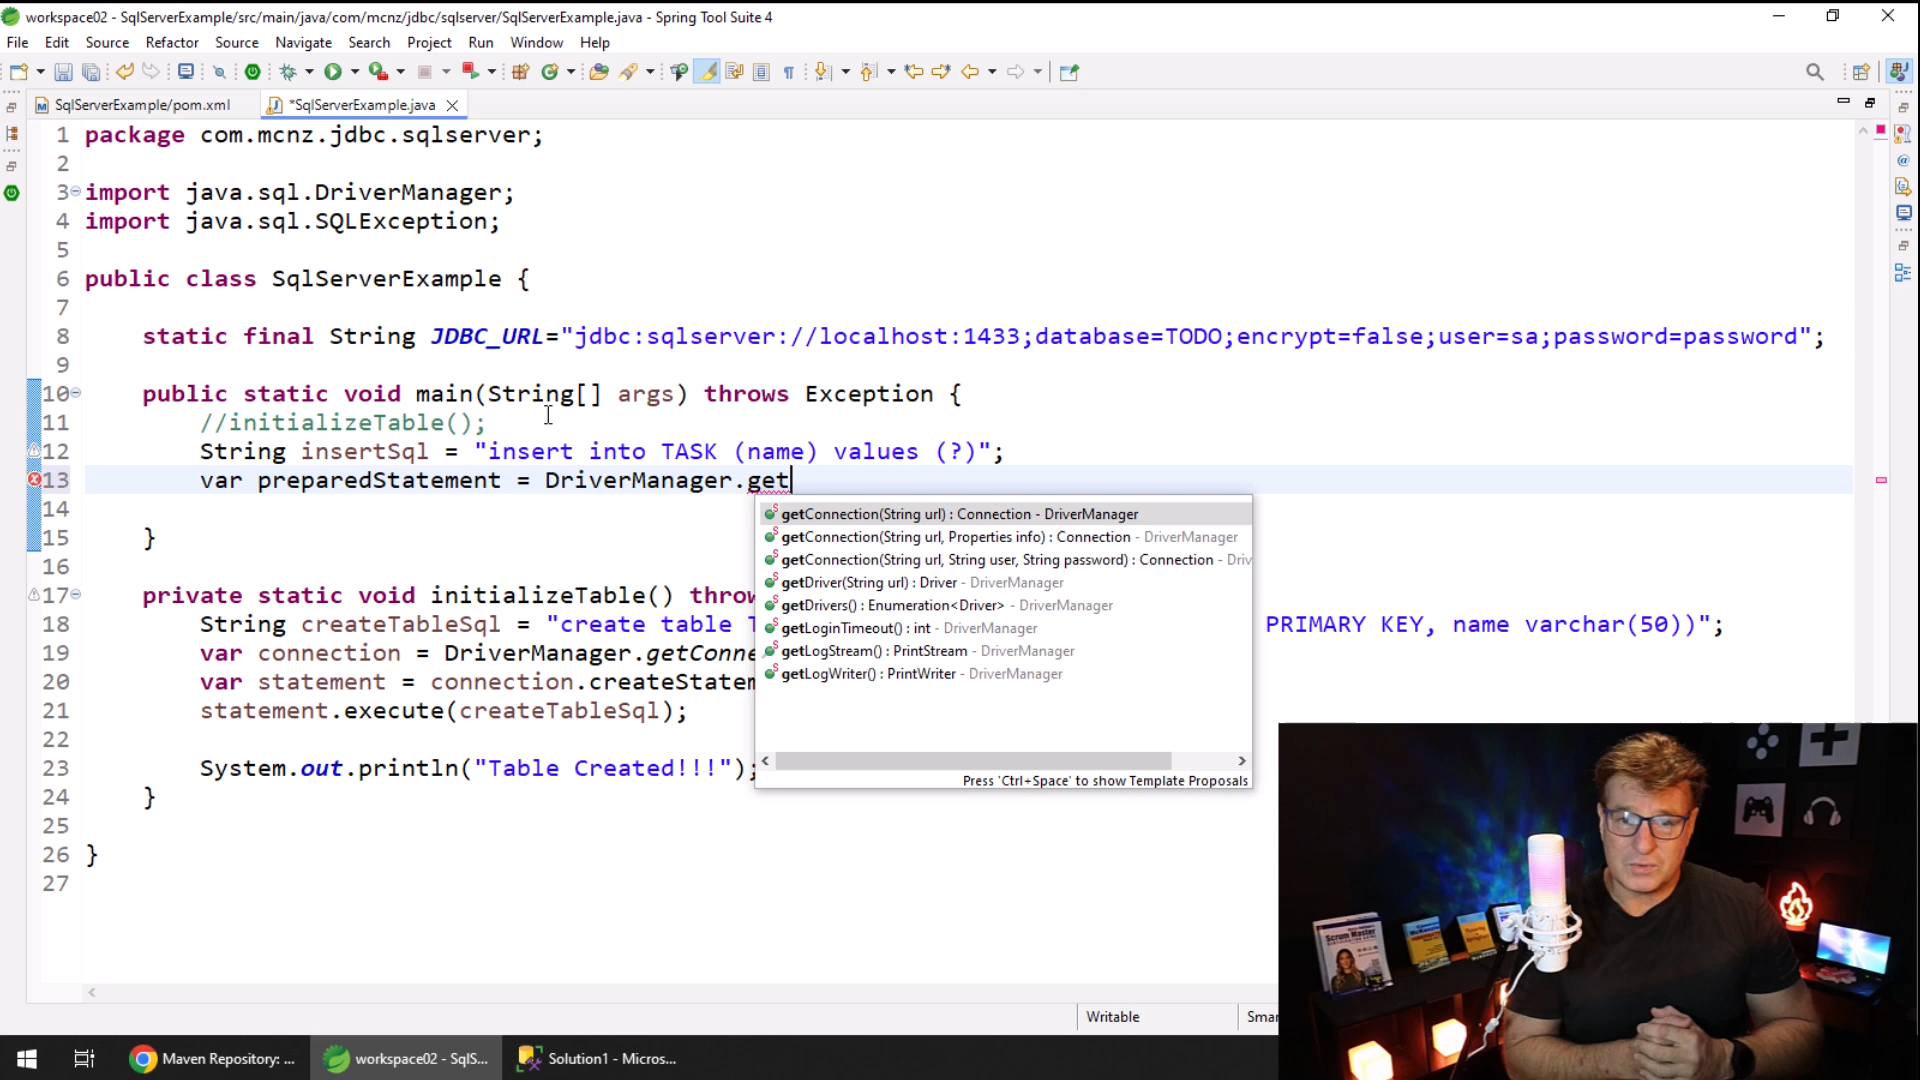 workspace02 - SqlServerExample/src/main/java/com/mcnz/jdbc/sqlserver/SqlServerExample.java - Spring Tool Suite 4
File Edit Source Refactor Source Navigate Search Project Run Window Help
SqlServerExample/pom.xml *SqlServerExample.java
1 package com.mcnz.jdbc.sqlserver;
2
3 import java.sql.DriverManager;
4 import java.sql.SQLException;
5
6 public class SqlServerExample {
7
8 static final String JDBC_URL="jdbc:sqlserver://localhost:1433;database=TODO;encrypt=false;user=sa;password=password";
9
10 public static void main(String[] args) throws Exception {
11 //initializeTable();
12 String insertSql = "insert into TASK (name) values (?)";
13 var preparedStatement = DriverManager.get
getConnection(String url) : Connection - DriverManager
14
getConnection(String url, Properties info) : Connection - DriverManager
15 }
getConnection(String url, String user, String password) : Connection - Driv
16
getDriver(String url) : Driver - DriverManager
17 private static void initializeTable() throw
getDrivers() : Enumeration<Driver> - DriverManager
18 String createTableSql = "create table T PRIMARY KEY, name varchar(50))";
getLoginTimeout() : int - DriverManager
19 var connection = DriverManager.getConne
getLogStream() : PrintStream - DriverManager
20 var statement = connection.createStatem
getLogWriter() : PrintWriter - DriverManager
21 statement.execute(createTableSql);
22
23 System.out.println("Table Created!!!");
Press 'Ctrl+Space' to show Template Proposals
24 }
25
26 }
27
Writable Smar
Maven Repository: ... workspace02 - SqlS... Solution1 - Micros...
Scrum Master